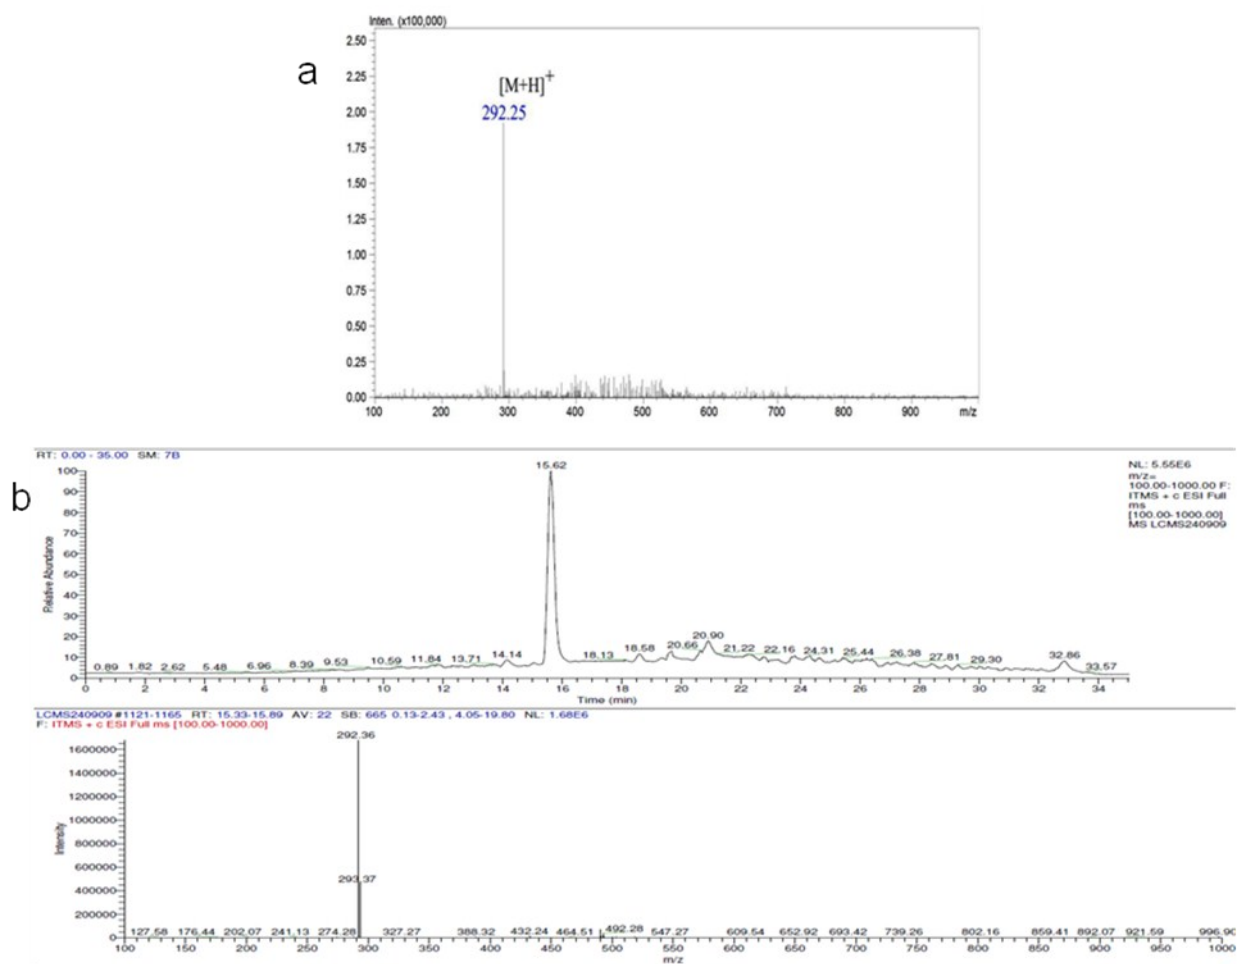 Inten. (x100,000)
2.50
a
2.25
[M+H]+
2.00
292.25
1.75
1.50
1.25
1.00
0.75
0.50
0.25
0.00
100 200 300 400 500 600 700 800 900 m/z
RT: 0.00 - 35.00 SM: 7B
b
15.62
NL: 5.55E6
m/z=
100.00-1000.00 F:
ITMS + c ESI Full
ms
[100.00-1000.00]
MS LCMS240909
Relative Abundance
100
90
80
70
60
50
40
30
20
10
0
0.89 1.82 2.62 5.48 6.96 8.39 9.53 10.59 11.84 13.71 14.14 18.13 18.58 20.66 20.90 21.22 22.16 24.31 25.44 26.38 27.81 29.30 32.86 33.57
0 2 4 6 8 10 12 14 16 18 20 22 24 26 28 30 32 34
Time (min)
LCMS240909 #1121-1165 RT: 15.33-15.89 AV: 22 SB: 665 0.13-2.43 , 4.05-19.80 NL: 1.68E6
F: ITMS + c ESI Full ms [100.00-1000.00]
292.36
Intensity
1600000
1400000
1200000
1000000
800000
600000
400000
200000
0
293.37
127.58 176.44 202.07 241.13 274.28 327.27 388.32 432.24 464.51 492.28 547.27 609.54 652.92 693.42 739.26 802.16 859.41 892.07 921.59 996.90
100 150 200 250 300 350 400 450 500 550 600 650 700 750 800 850 900 950 1000
m/z